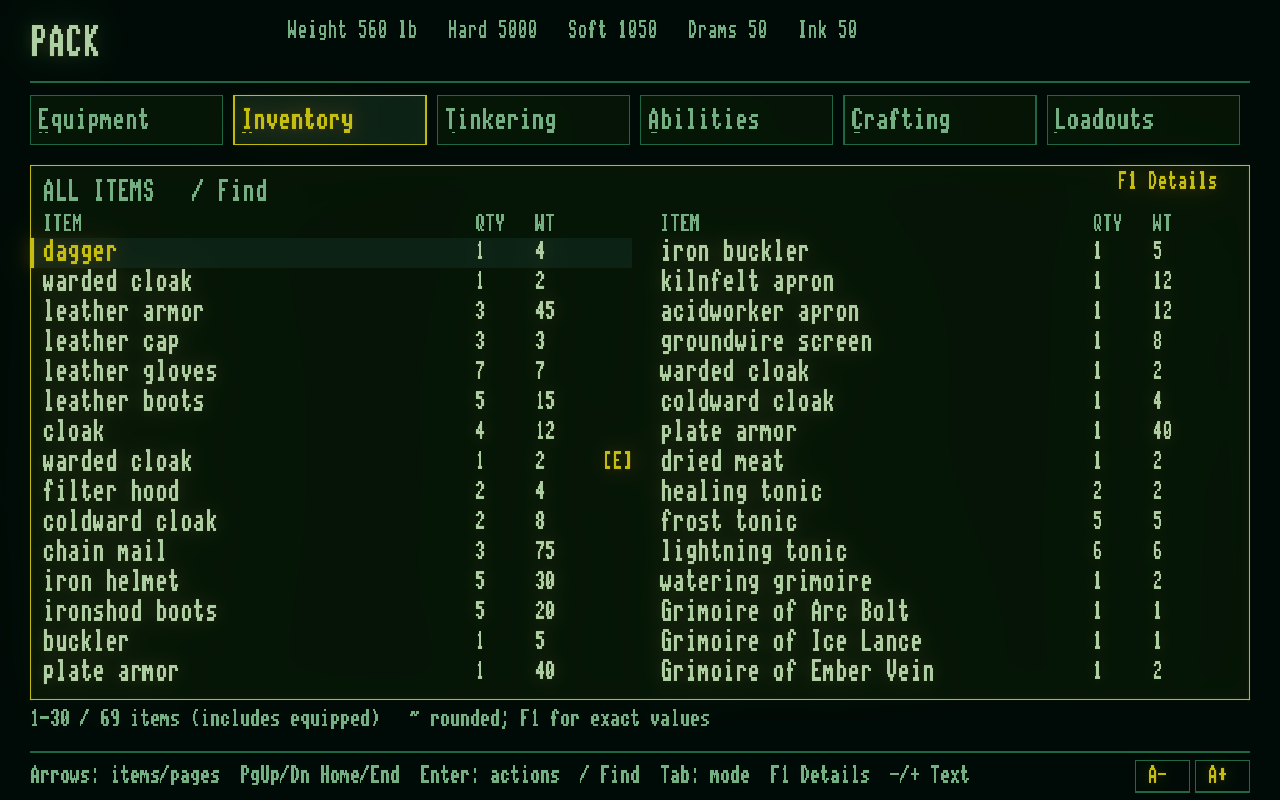 PACK
Weight 560 lb Hard 5000 Soft 1050 Drams 50 Ink 50
Equipment Inventory Tinkering Abilities Crafting Loadouts
ALL ITEMS / Find F1 Details
ITEM QTY WT ITEM QTY WT
dagger 1 4 iron buckler 1 5
warded cloak 1 2 kilnfelt apron 1 12
leather armor 3 45 acidworker apron 1 12
leather cap 3 3 groundwire screen 1 8
leather gloves 7 7 warded cloak 1 2
leather boots 5 15 coldward cloak 1 4
cloak 4 12 plate armor 1 40
warded cloak 1 2 [E] dried meat 1 2
filter hood 2 4 healing tonic 2 2
coldward cloak 2 8 frost tonic 5 5
chain mail 3 75 lightning tonic 6 6
iron helmet 5 30 watering grimoire 1 2
ironshod boots 5 20 Grimoire of Arc Bolt 1 1
buckler 1 5 Grimoire of Ice Lance 1 1
plate armor 1 40 Grimoire of Ember Vein 1 2
1-30 / 69 items (includes equipped) ~ rounded; F1 for exact values
Arrows: items/pages PgUp/Dn Home/End Enter: actions / Find Tab: mode F1 Details -/+ Text A- A+